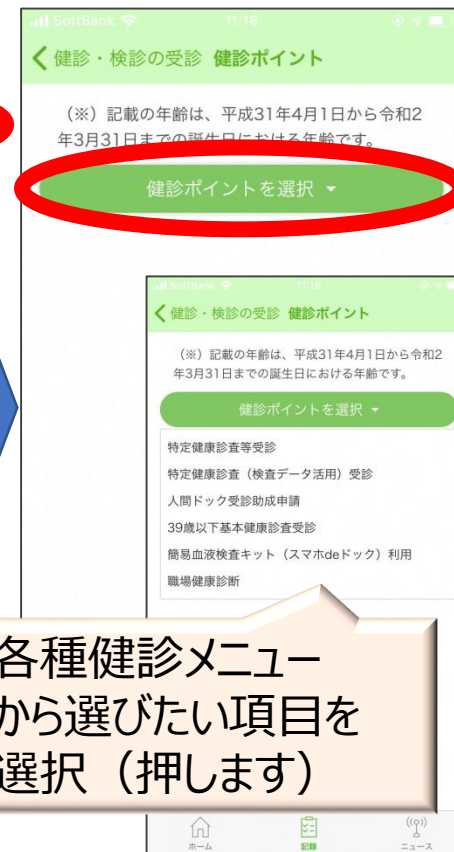 SoftBank 11:18
健診・検診の受診 健診ポイント
（※）記載の年齢は、平成31年4月1日から令和2
年3月31日までの誕生日における年齢です。
健診ポイントを選択
SoftBank 11:18
健診・検診の受診 健診ポイント
（※）記載の年齢は、平成31年4月1日から令和2
年3月31日までの誕生日における年齢です。
健診ポイントを選択
特定健康診査等受診
特定健康診査（検査データ活用）受診
人間ドック受診助成申請
39歳以下基本健康診査受診
簡易血液検査キット（スマホdeドック）利用
職場健康診断
各種健診メニュー
から選びたい項目を
選択（押します）
ホーム 記録 ニュース